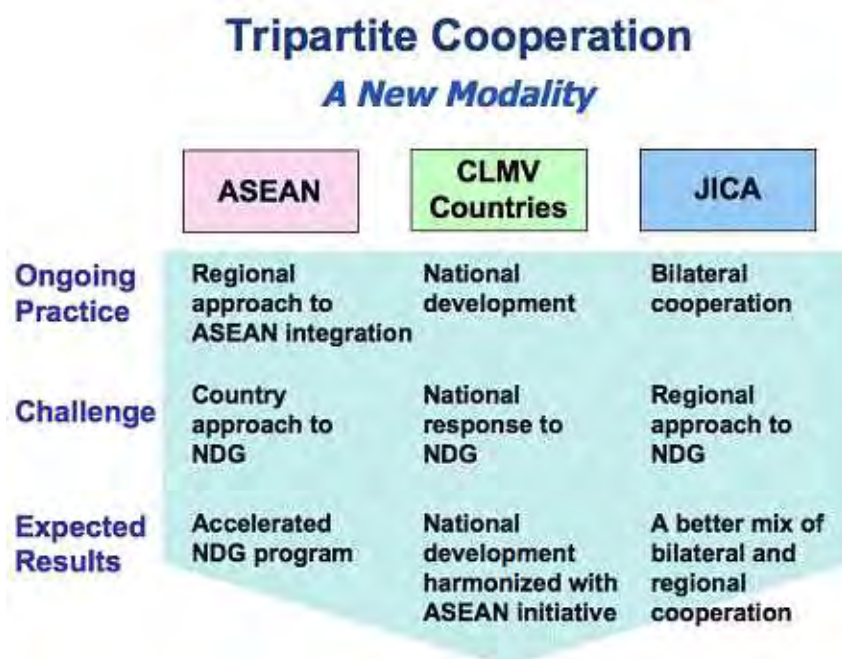 Tripartite Cooperation
A New Modality
ASEAN
CLMV
Countries
JICA
Ongoing
Practice
Regional
approach to
ASEAN integration
National
development
Bilateral
cooperation
Challenge
Country
approach to
NDG
National
response to
NDG
Regional
approach to
NDG
Expected
Results
Accelerated
NDG program
National
development
harmonized with
ASEAN initiative
A better mix of
bilateral and
regional
cooperation